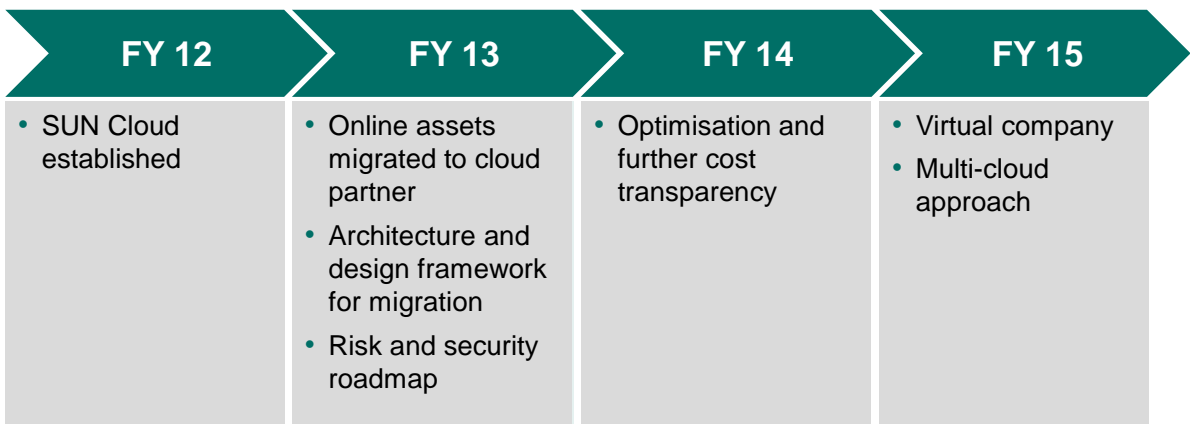 FY 12
FY 13
FY 14
FY 15
• SUN Cloud
established
• Online assets
migrated to cloud
partner
• Architecture and
design framework
for migration
• Risk and security
roadmap
• Optimisation and
further cost
transparency
• Virtual company
• Multi-cloud
approach